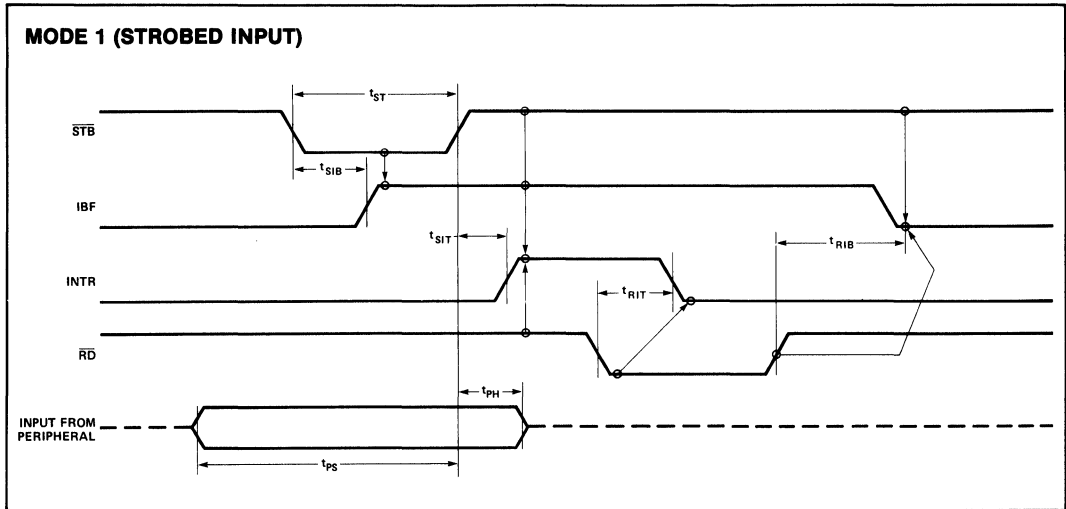 MODE 1 (STROBED INPUT)
tST
STB
tSIB
IBF
tSIT
tRIB
INTR
tRIT
RD
tPH
INPUT FROM
PERIPHERAL
tPS